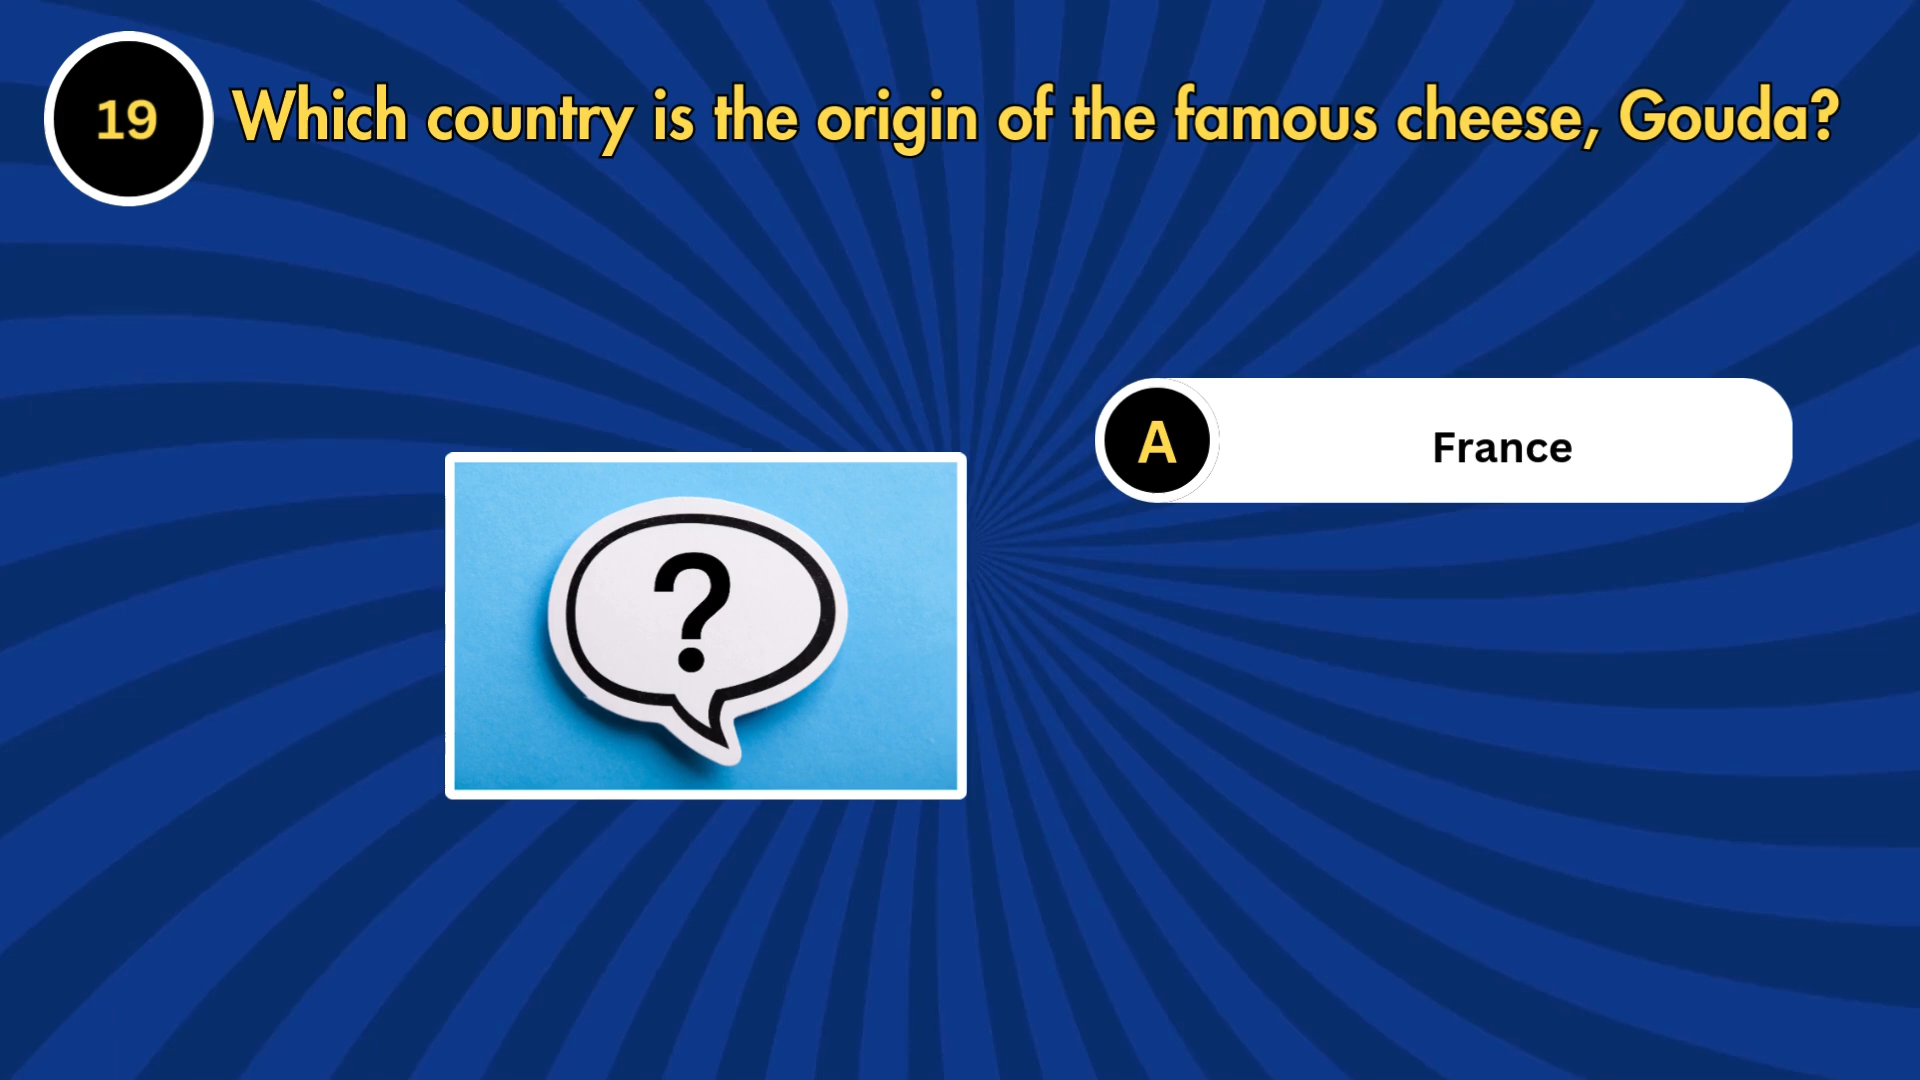 19
Which country is the origin of the famous cheese, Gouda?
A
France
?